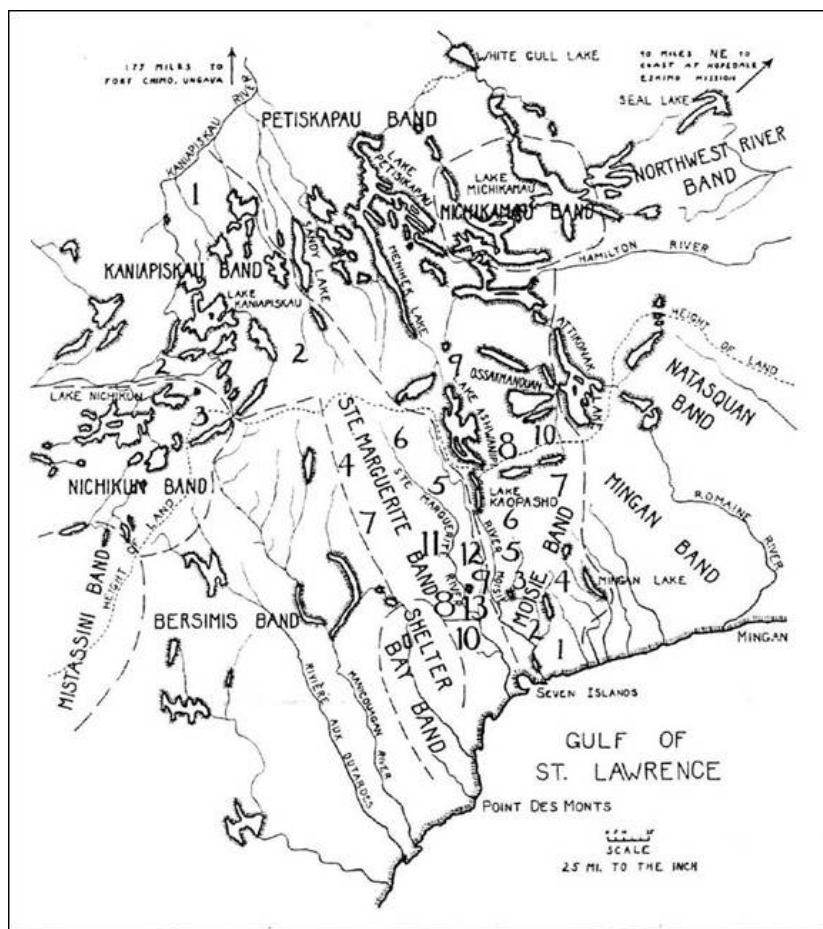 175 MILES TO
FORT CHIMO, UNGAVA
WHITE GULL LAKE
90 MILES NE TO
COAST AT HOPEDALE
ESKIMO MISSION
SEAL LAKE
KANIAPISKAU RIVER
PETISKAPAU BAND
LAKE
PETISIKAPAU
NORTHWEST RIVER
BAND
LAKE
MICHIKAMAU
MICHIKAMAU BAND
1
HAMILTON RIVER
KANIAPISKAU BAND
SANDY LAKE
MENIHEK LAKE
LAKE
KANIAPISKAU
HEIGHT OF LAND
ATTIKONAK LAKE
2
2
9
OSSAKMANOUAN
NATASQUAN
BAND
LAKE NICHIKUN
LAKE ASHWANIPI
3
STE. MARGUERITE BAND
6
8
10
4
STE MARGUERITE RIVER
5
7
NICHIKUN BAND
LAKE
KAOPASHO
MINGAN BAND
ROMAINE
RIVER
HEIGHT OF LAND
7
6
11
12
5
MOISIE RIVER
MOISIE BAND
9
3
4
MINGAN LAKE
MISTASSINI BAND
8
13
BERSIMIS BAND
SHELTER
BAY BAND
10
2
1
MINGAN
SEVEN ISLANDS
RIVIÈRE AUX OUTARDES
MANICOUAGAN
RIVER
GULF OF
ST. LAWRENCE
POINT DES MONTS
SCALE
25 MI. TO THE INCH